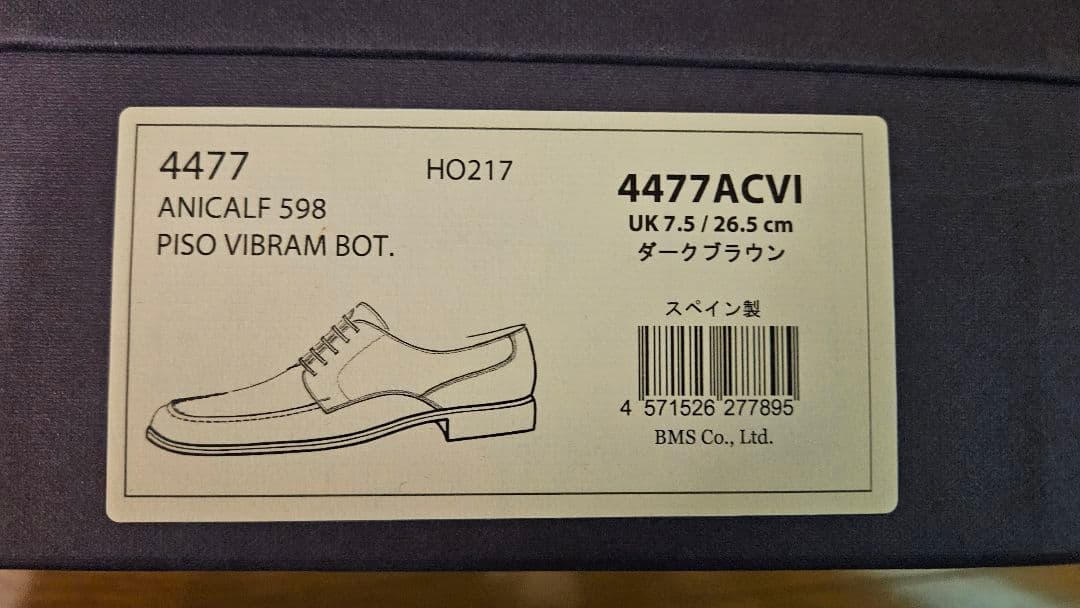 4477
HO217
ANICALF 598
PISO VIBRAM BOT.
4477ACVI
UK 7.5 / 26.5 cm
ダークブラウン
スペイン製
4 571526 277895
BMS Co., Ltd.